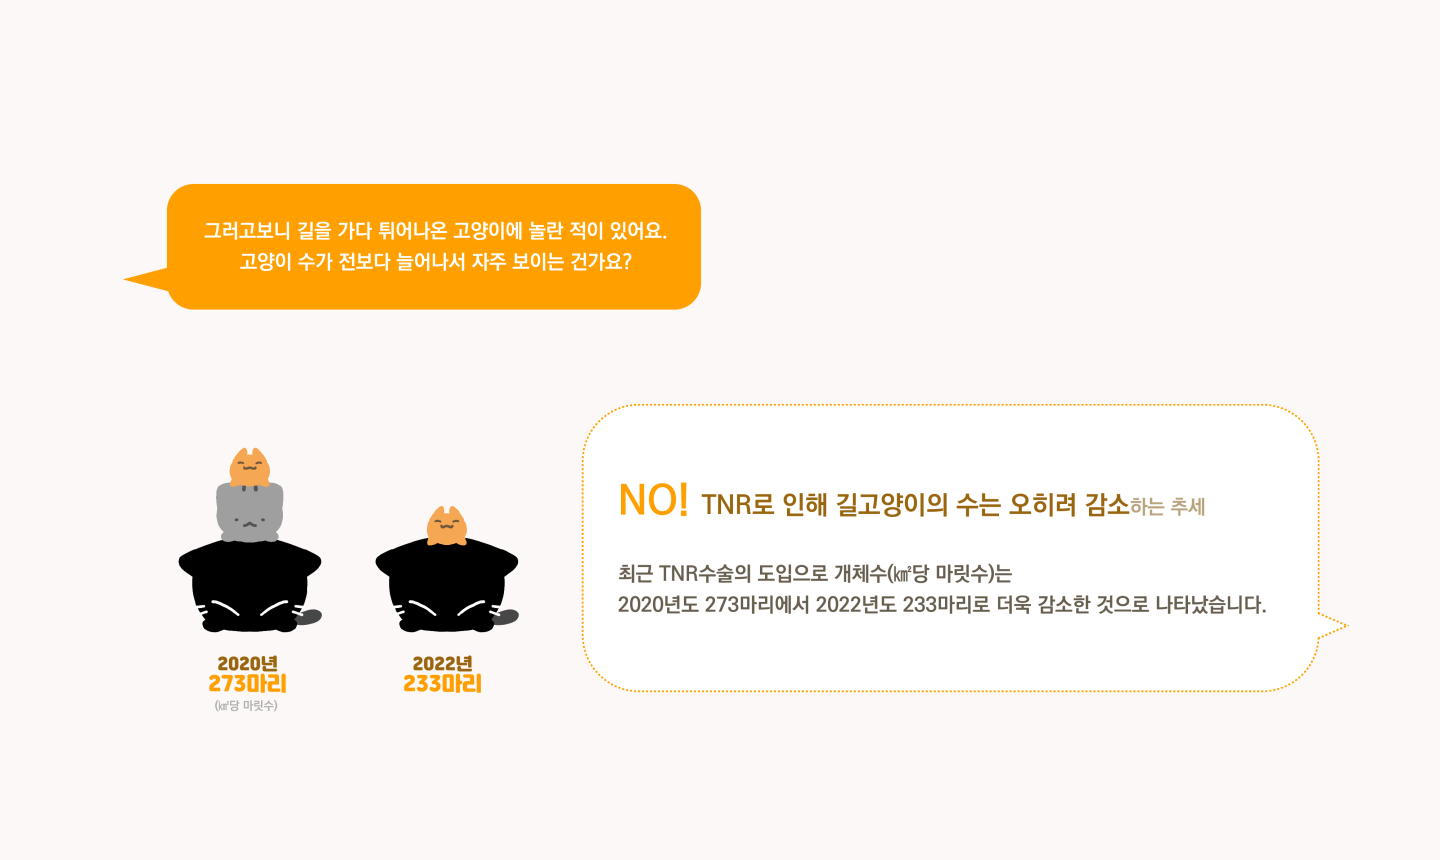 그러고보니 길을 가다 튀어나온 고양이에 놀란 적이 있어요.
고양이 수가 전보다 늘어나서 자주 보이는 건가요?
NO! TNR로 인해 길고양이의 수는 오히려 감소하는 추세
최근 TNR수술의 도입으로 개체수(㎢당 마릿수)는
2020년도 273마리에서 2022년도 233마리로 더욱 감소한 것으로 나타났습니다.
2020년
273마리
(㎢당 마릿수)
2022년
233마리